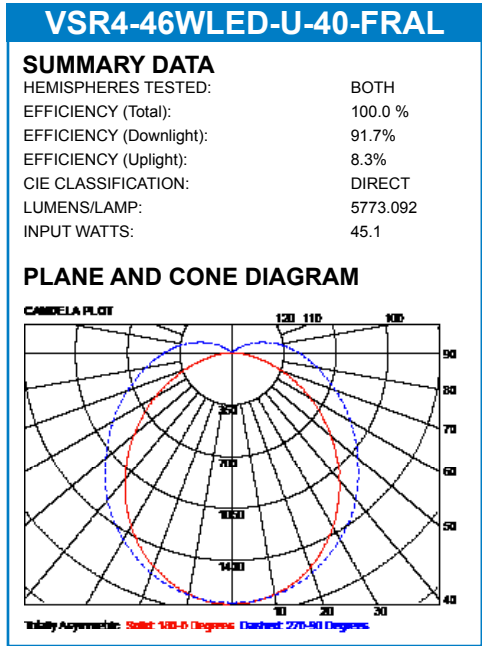 VSR4-46WLED-U-40-FRAL
SUMMARY DATA
HEMISPHERES TESTED: BOTH
EFFICIENCY (Total): 100.0 %
EFFICIENCY (Downlight): 91.7%
EFFICIENCY (Uplight): 8.3%
CIE CLASSIFICATION: DIRECT
LUMENS/LAMP: 5773.092
INPUT WATTS: 45.1
PLANE AND CONE DIAGRAM
CANDELA PLOT
120 110 100
90
80
350
70
700
60
1050
50
1400
40
10 20 30
Totally Asymmetric Solid: 180-0 Degrees Dashed: 270-90 Degrees